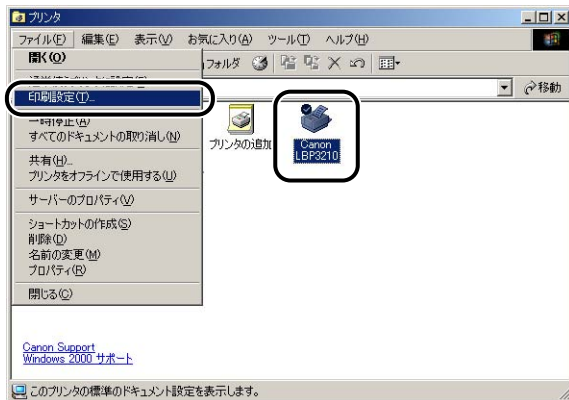 プリンタ
ファイル(F) 編集(E) 表示(V) お気に入り(A) ツール(T) ヘルプ(H)
フォルダ
移動
開く(O)
印刷設定(T)...
一時停止(A)
すべてのドキュメントの取り消し(N)
共有(H)...
プリンタをオフラインで使用する(U)
サーバーのプロパティ(V)
ショートカットの作成(S)
削除(D)
名前の変更(M)
プロパティ(R)
閉じる(C)
プリンタの追加
Canon
LBP3210
Canon Support
Windows 2000 サポート
このプリンタの標準のドキュメント設定を表示します。